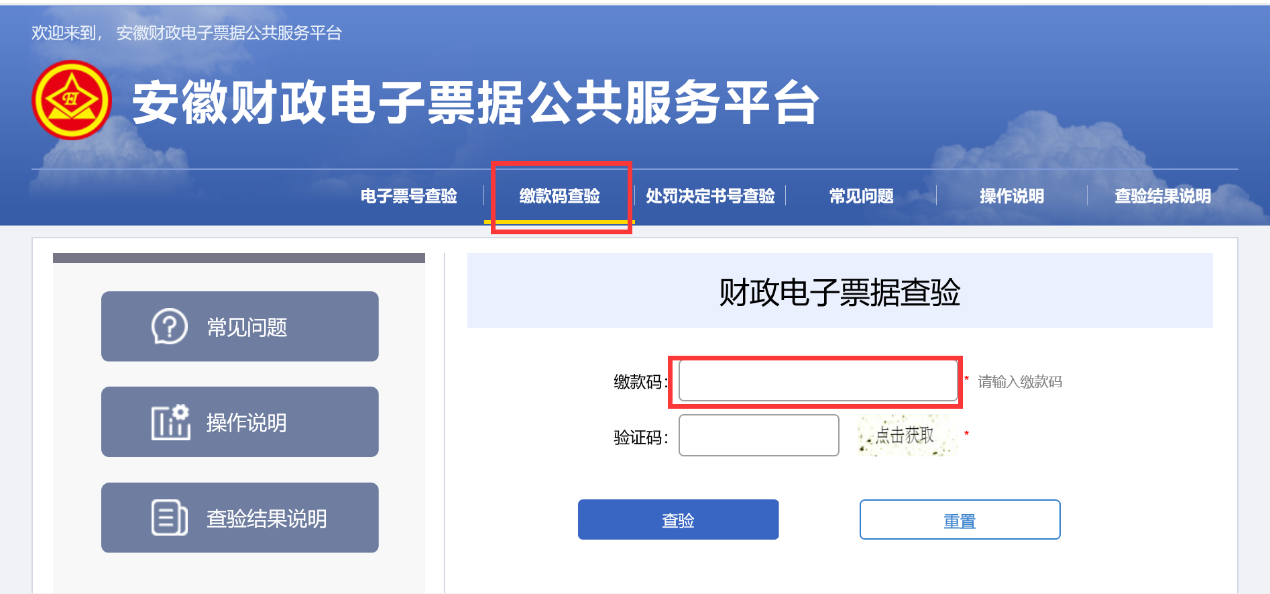 欢迎来到， 安徽财政电子票据公共服务平台
安徽财政电子票据公共服务平台
电子票号查验 缴款码查验 处罚决定书号查验 常见问题 操作说明 查验结果说明
常见问题
操作说明
查验结果说明
财政电子票据查验
缴款码： * 请输入缴款码
验证码： 点击获取 *
查验 重置